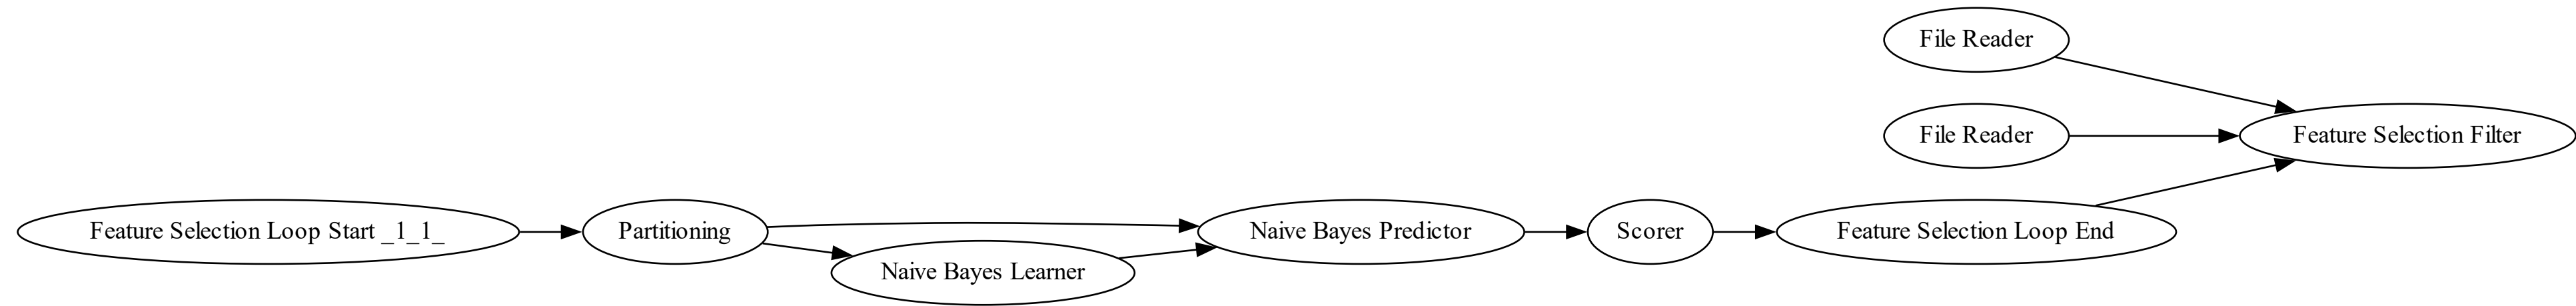 File Reader
File Reader
Feature Selection Filter
Feature Selection Loop Start _1_1_
Partitioning
Naive Bayes Predictor
Scorer
Feature Selection Loop End
Naive Bayes Learner